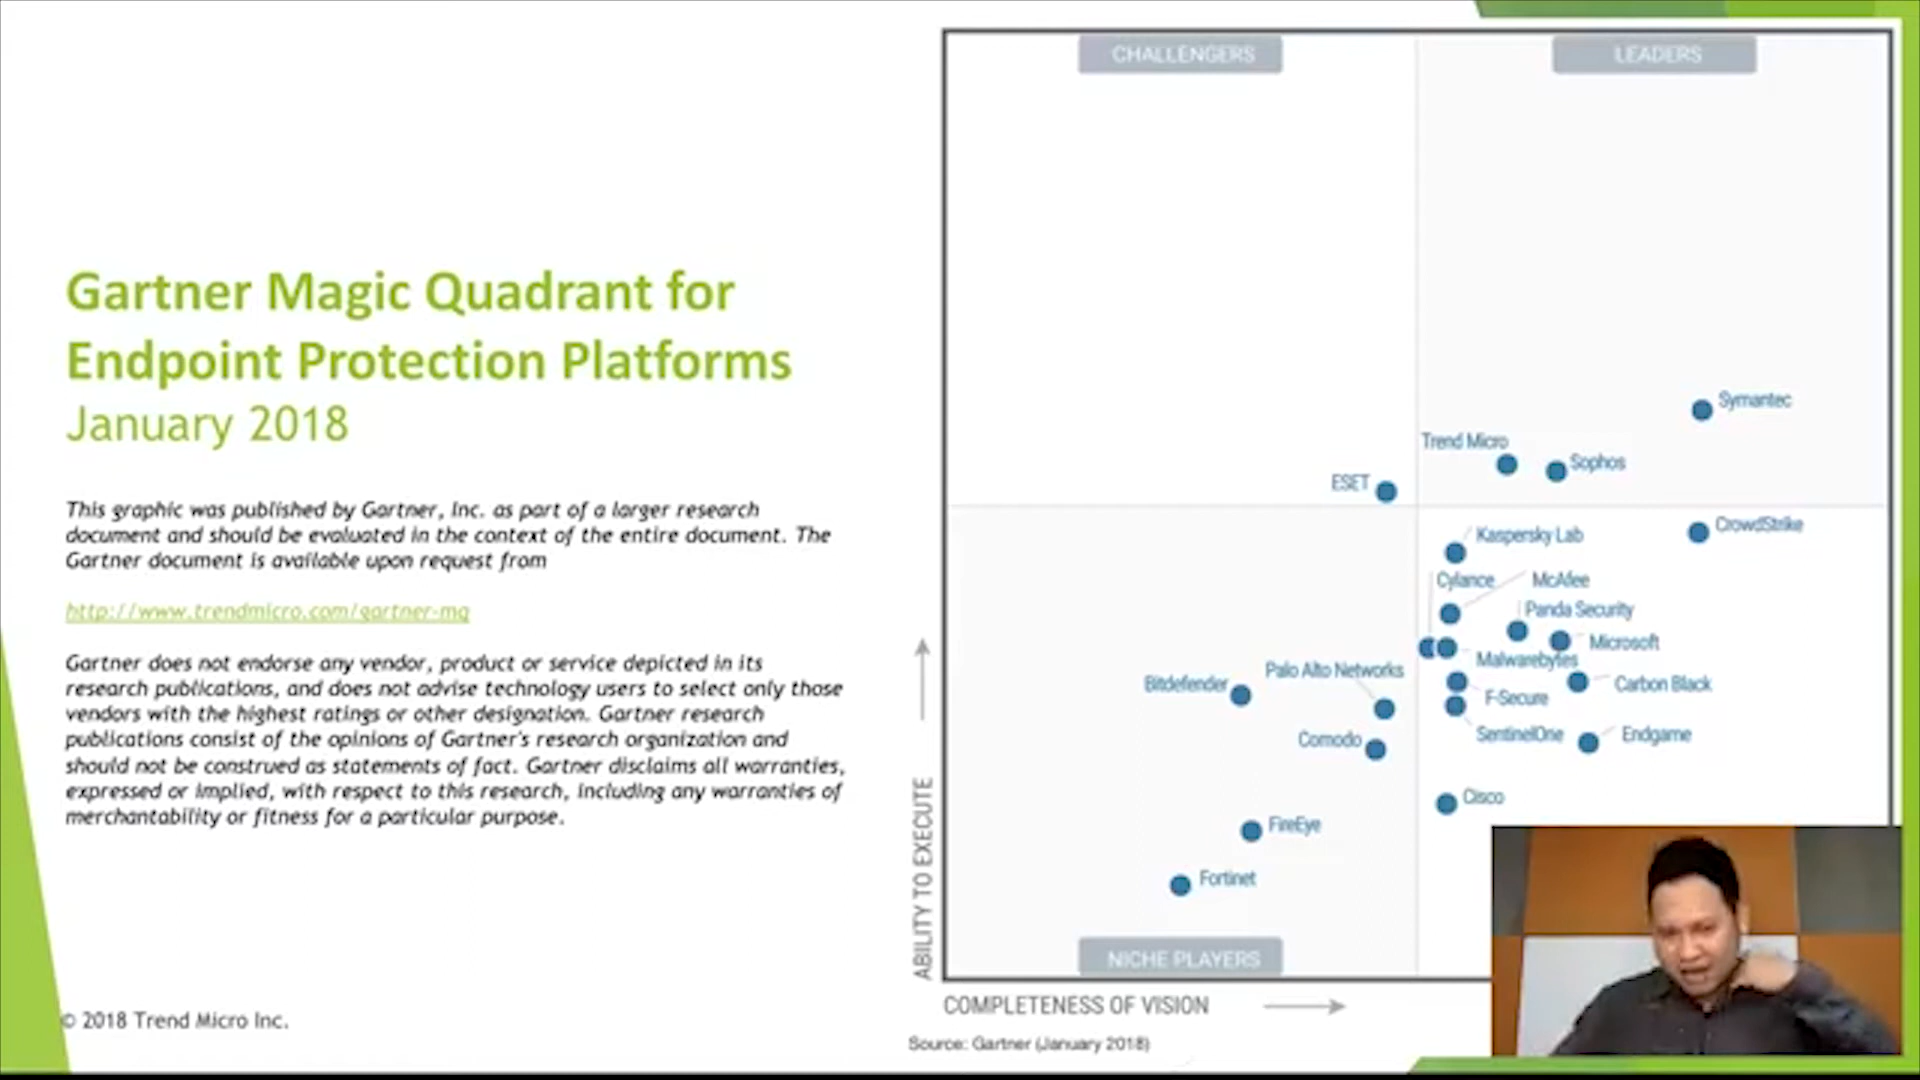 Gartner Magic Quadrant for
Endpoint Protection Platforms
January 2018
This graphic was published by Gartner, Inc. as part of a larger research
document and should be evaluated in the context of the entire document. The
Gartner document is available upon request from
http://www.trendmicro.com/gartner-mq
Gartner does not endorse any vendor, product or service depicted in its
research publications, and does not advise technology users to select only those
vendors with the highest ratings or other designation. Gartner research
publications consist of the opinions of Gartner's research organization and
should not be construed as statements of fact. Gartner disclaims all warranties,
expressed or implied, with respect to this research, including any warranties of
merchantability or fitness for a particular purpose.
© 2018 Trend Micro Inc.
CHALLENGERS
LEADERS
Symantec
Trend Micro
Sophos
ESET
CrowdStrike
Kaspersky Lab
Cylance
McAfee
Panda Security
Microsoft
Malwarebytes
Palo Alto Networks
Bitdefender
Carbon Black
F-Secure
SentinelOne
Endgame
Comodo
Cisco
FireEye
Fortinet
NICHE PLAYERS
ABILITY TO EXECUTE
COMPLETENESS OF VISION
Source: Gartner (January 2018)